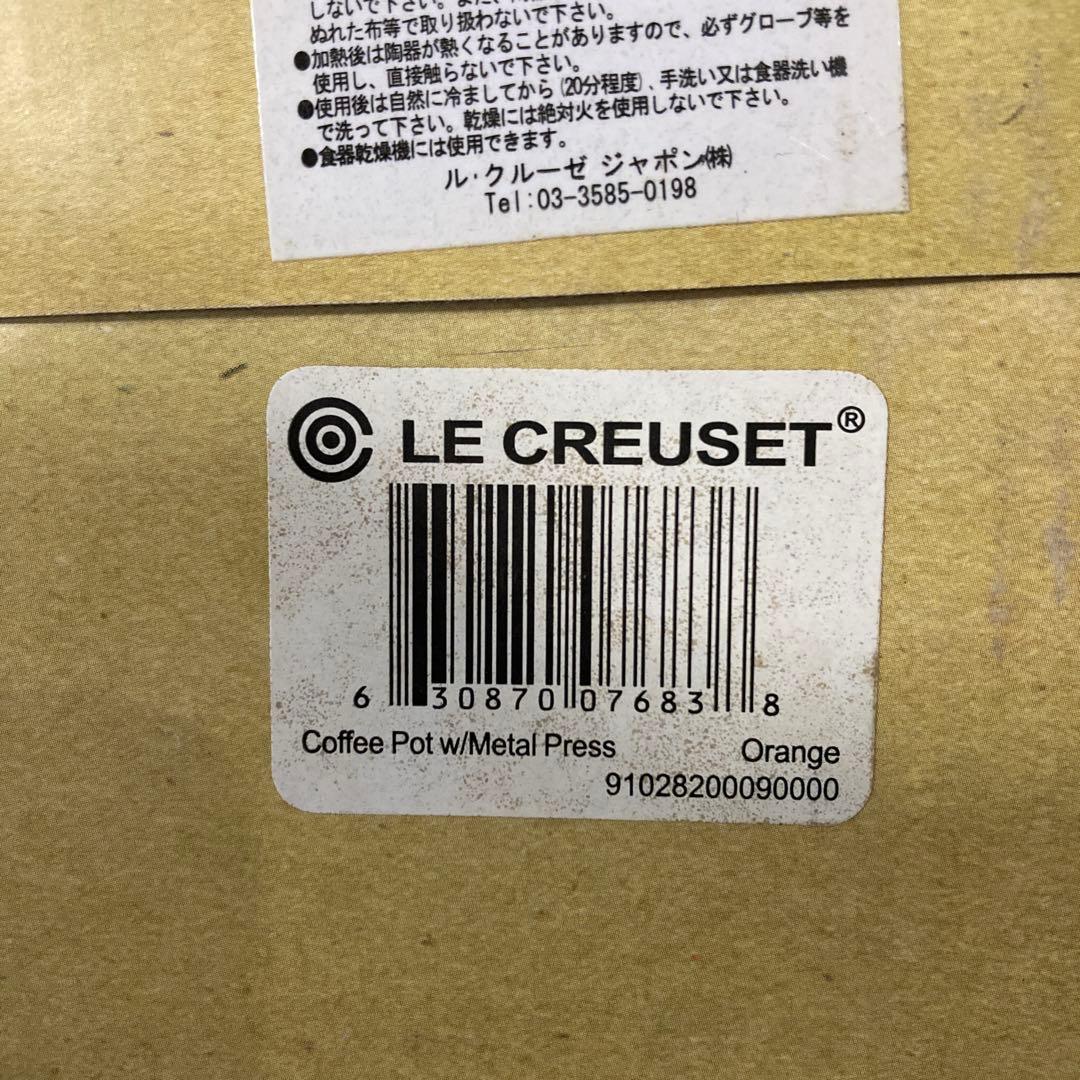 しないで下さい。また、
ぬれた布等で取り扱わないで下さい。
●加熱後は陶器が熱くなることがありますので、必ずグローブ等を
使用し、直接触らないで下さい。
●使用後は自然に冷ましてから(20分程度)、手洗い又は食器洗い機
で洗って下さい。乾燥には絶対火を使用しないで下さい。
●食器乾燥機には使用できます。
ル・クルーゼ ジャポン㈱
Tel:03-3585-0198
LE CREUSET®
6 30870 07683 8
Coffee Pot w/Metal Press Orange
91028200090000